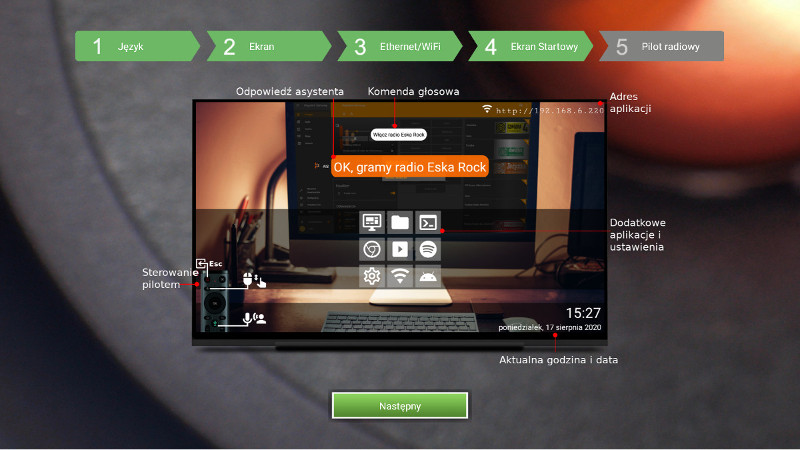 1 Język
2 Ekran
3 Ethernet/WiFi
4 Ekran Startowy
5 Pilot radiowy
Odpowiedź asystenta
Komenda głosowa
Adres
aplikacji
http://192.168.6.220
Włącz radio Eska Rock
OK, gramy radio Eska Rock
Dodatkowe
aplikacje i
ustawienia
Esc
Sterowanie
pilotem
15:27
poniedziałek, 17 sierpnia 2020
Aktualna godzina i data
Następny